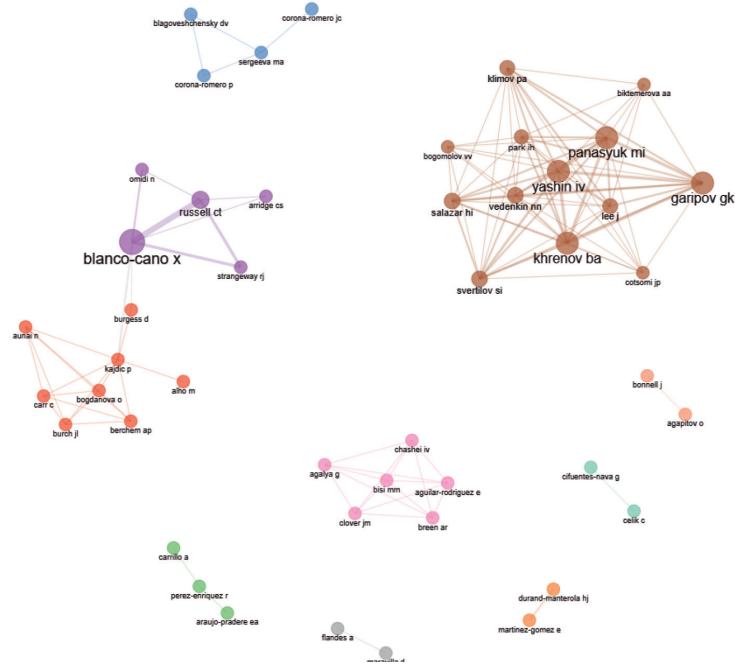 corona-romero jc
blagoveshchensky dv
sergeeva ma
corona-romero p
klimov pa
biktemerova aa
park ih
panasyuk mi
bogomolov vv
yashin iv
garipov gk
salazar hi
vedenkin nn
lee j
khrenov ba
svertilov si
cotsomi jp
omidi n
russell ct
arridge cs
blanco-cano x
strangeway rj
burgess d
aunai n
kajdic p
alho m
carr c
bogdanova o
burch jl
berchem ap
bonnell j
agapitov o
chashei iv
agalya g
bisi mm
aguilar-rodriguez e
clover jm
breen ar
cifuentes-nava g
celik c
carrillo a
perez-enriquez r
araujo-pradere ea
durand-manterola hj
martinez-gomez e
flandes a